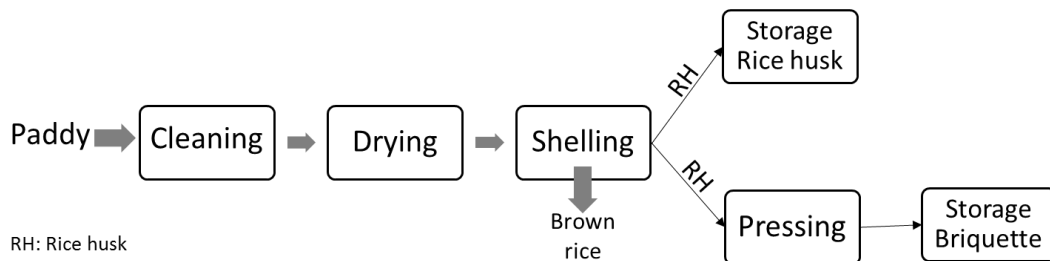 Paddy
Cleaning
Drying
Shelling
Brown
rice
RH
Storage
Rice husk
RH
Pressing
Storage
Briquette
RH: Rice husk